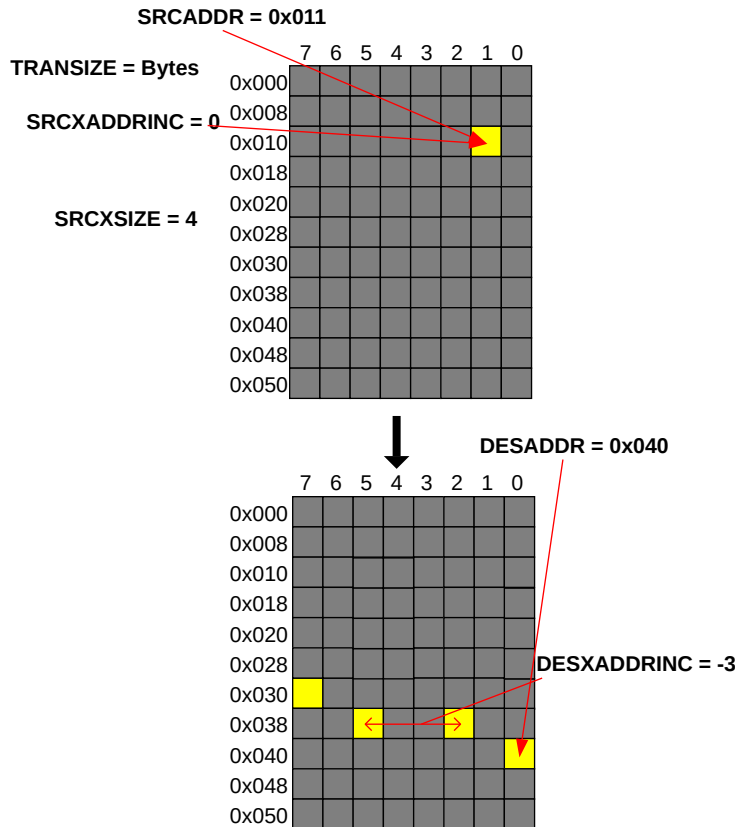 SRCADDR = 0x011
7 6 5 4 3 2 1 0
TRANSIZE = Bytes
0x000
0x008
SRCXADDRINC = 0
0x010
0x018
0x020
SRCXSIZE = 4
0x028
0x030
0x038
0x040
0x048
0x050
DESADDR = 0x040
7 6 5 4 3 2 1 0
0x000
0x008
0x010
0x018
0x020
0x028
DESXADDRINC = -3
0x030
0x038
0x040
0x048
0x050